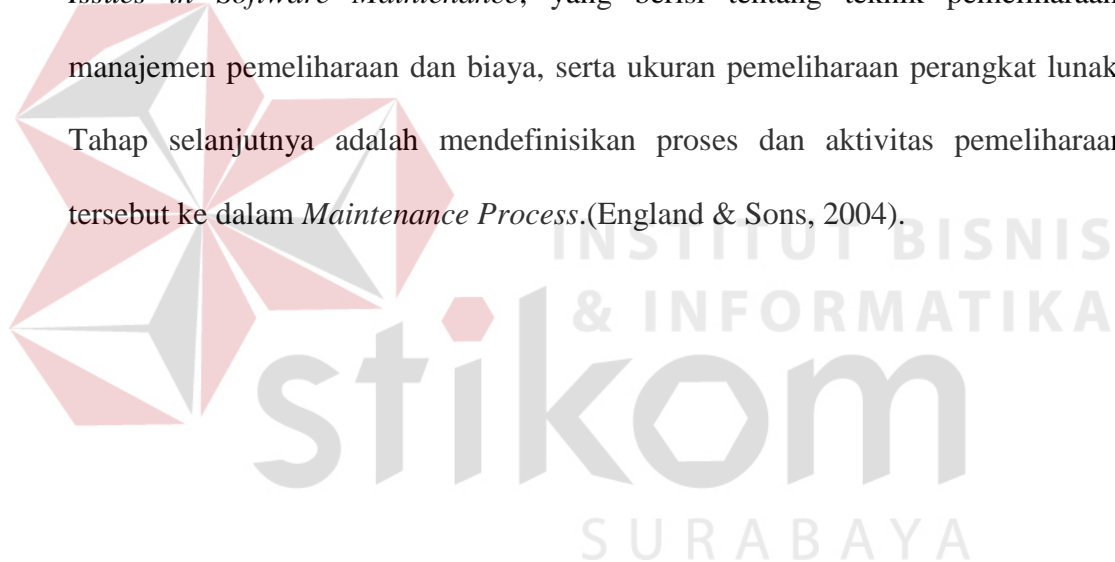 Issues in Software Maintenance, yang berisi tentang teknik pemeliharaan
manajemen pemeliharaan dan biaya, serta ukuran pemeliharaan perangkat lunak
Tahap selanjutnya adalah mendefinisikan proses dan aktivitas pemeliharaan
tersebut ke dalam Maintenance Process.(England & Sons, 2004).
INSTITUT BISNIS
& INFORMATIKA
stikom
SURABAYA